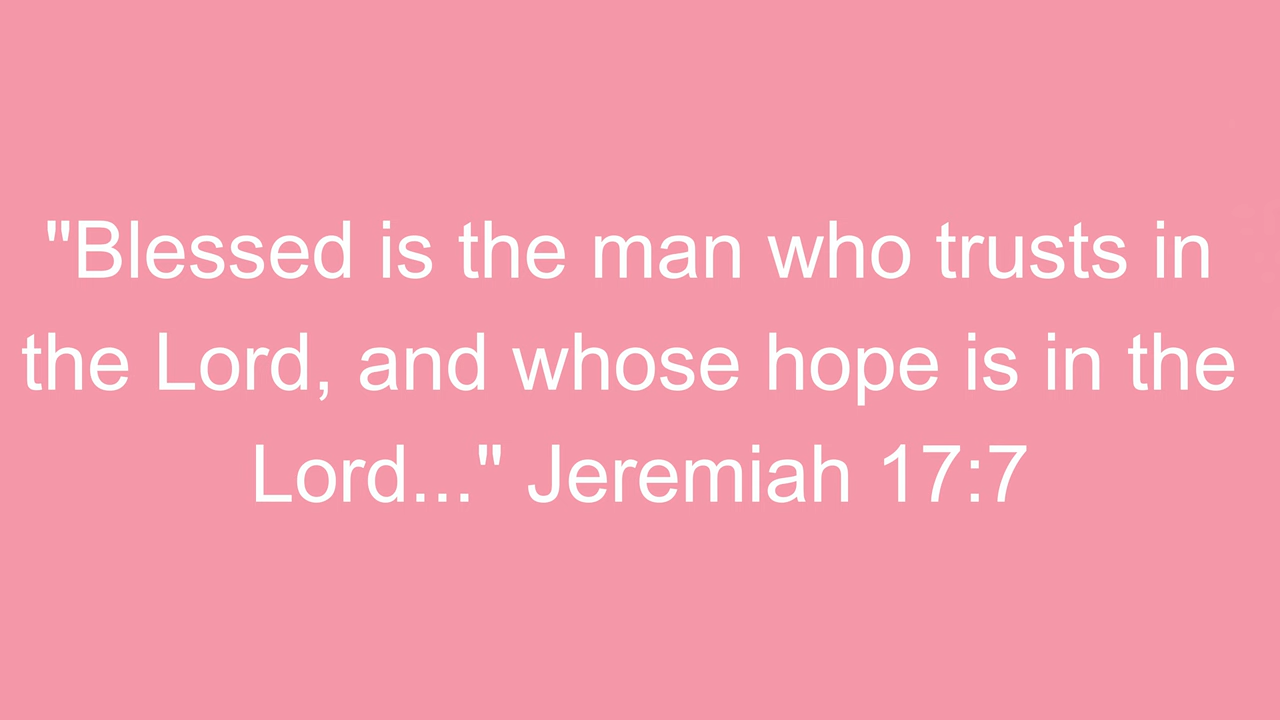 "Blessed is the man who trusts in
the Lord, and whose hope is in the
Lord..." Jeremiah 17:7